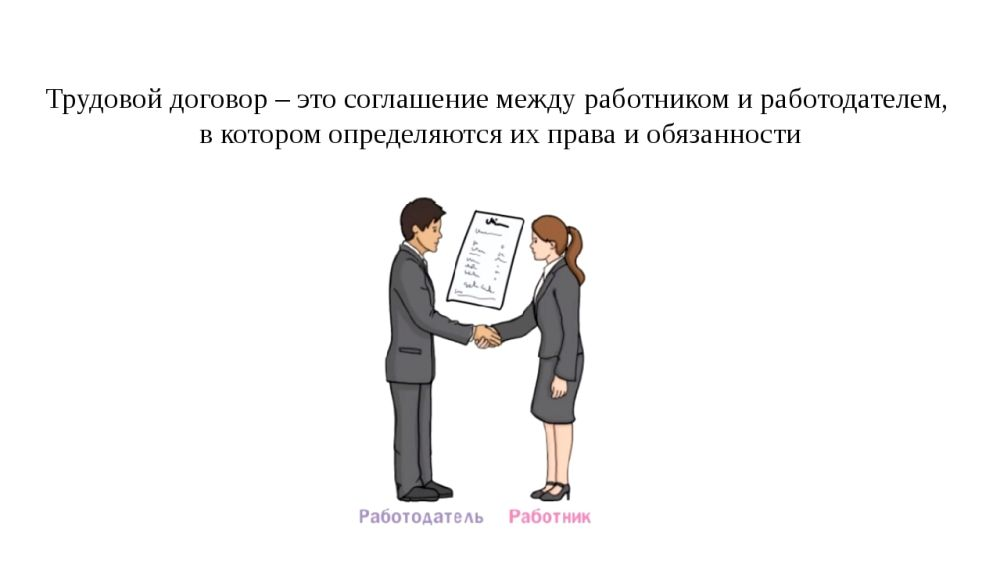 Трудовой договор – это соглашение между работником и работодателем,
в котором определяются их права и обязанности
Работодатель Работник